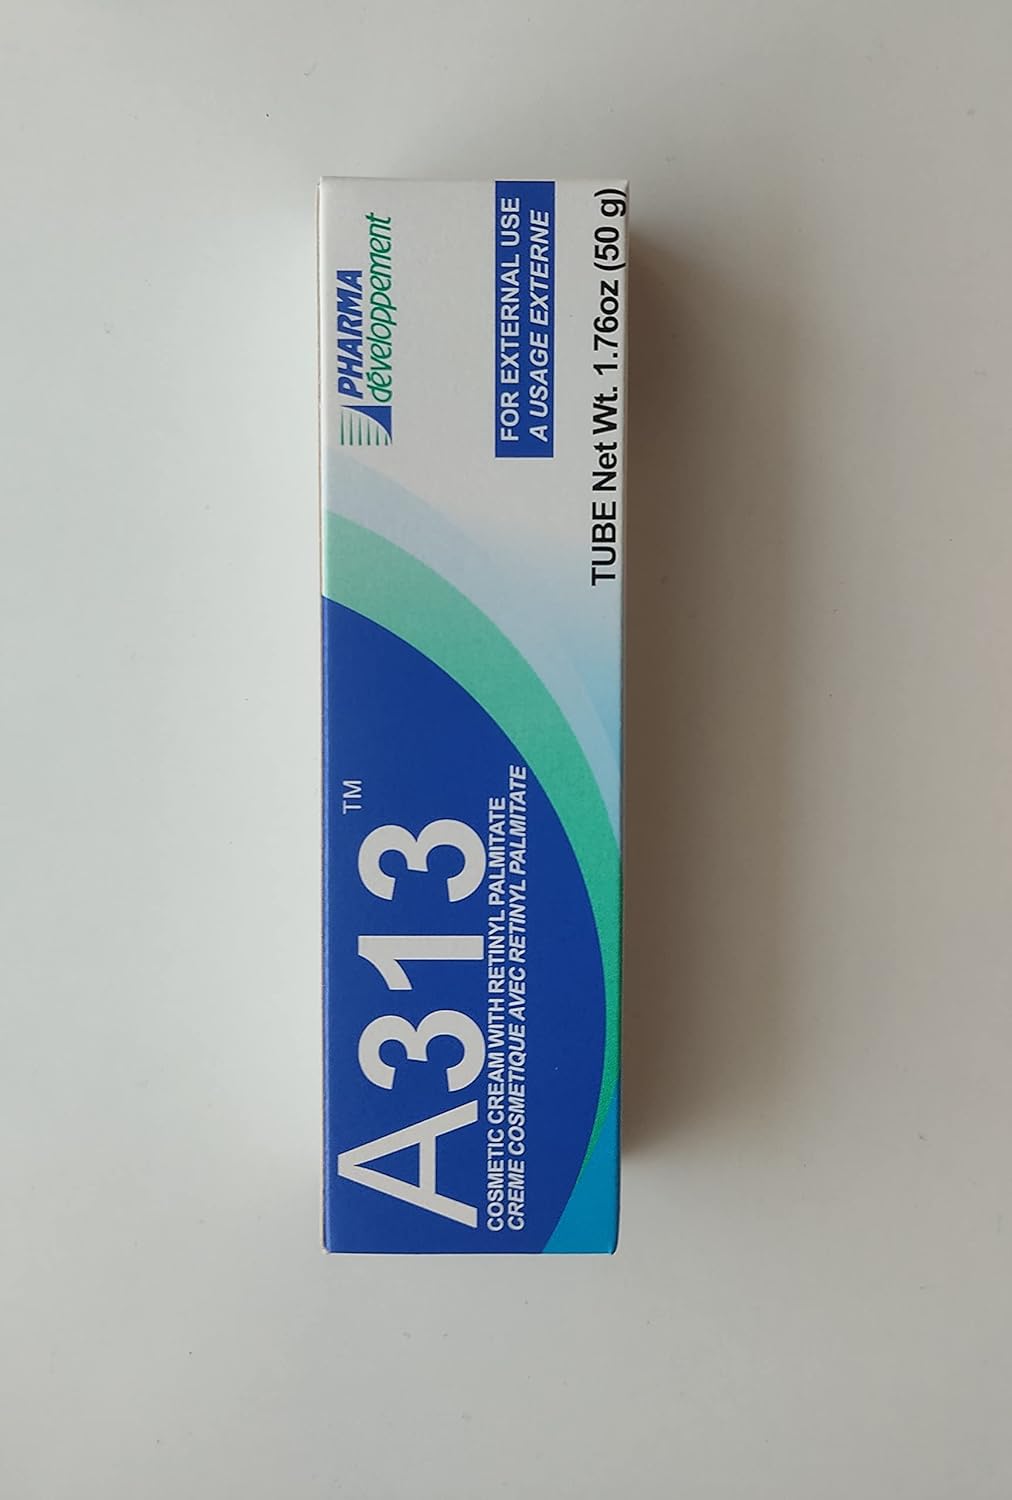 PHARMA
développement
A313™
COSMETIC CREAM WITH RETINYL PALMITATE
CREME COSMETIQUE AVEC RETINYL PALMITATE
FOR EXTERNAL USE
A USAGE EXTERNE
TUBE Net Wt. 1.76oz (50 g)